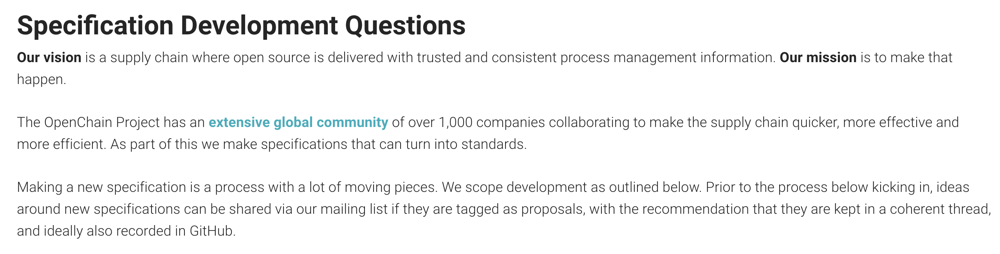 Specification Development Questions
Our vision is a supply chain where open source is delivered with trusted and consistent process management information. Our mission is to make that
happen.
The OpenChain Project has an extensive global community of over 1,000 companies collaborating to make the supply chain quicker, more effective and
more efficient. As part of this we make specifications that can turn into standards.
Making a new specification is a process with a lot of moving pieces. We scope development as outlined below. Prior to the process below kicking in, ideas
around new specifications can be shared via our mailing list if they are tagged as proposals, with the recommendation that they are kept in a coherent thread,
and ideally also recorded in GitHub.